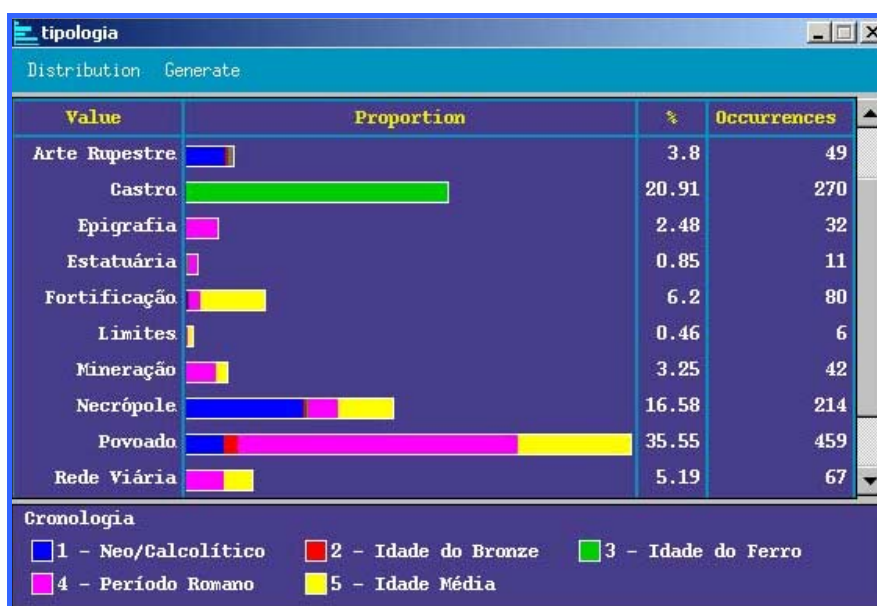 tipologia
Distribution Generate
Value Proportion % Occurrences
Arte Rupestre 3.8 49
Castro 20.91 270
Epigrafia 2.48 32
Estatuária 0.85 11
Fortificação 6.2 80
Limites 0.46 6
Mineração 3.25 42
Necrópole 16.58 214
Povoado 35.55 459
Rede Viária 5.19 67
Cronologia
1 - Neo/Calcolítico 2 - Idade do Bronze 3 - Idade do Ferro
4 - Período Romano 5 - Idade Média